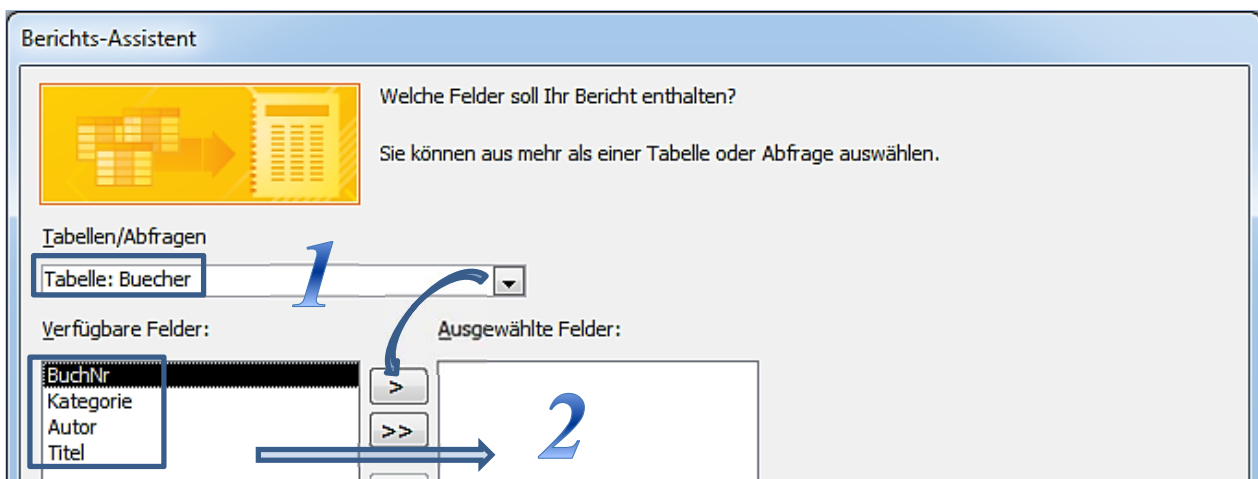 Berichts-Assistent
Welche Felder soll Ihr Bericht enthalten?
Sie können aus mehr als einer Tabelle oder Abfrage auswählen.
Tabellen/Abfragen
1
Tabelle: Buecher
Verfügbare Felder:
Ausgewählte Felder:
BuchNr
>
Kategorie
Autor
>>
2
Titel